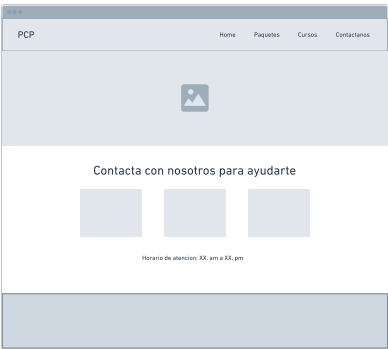 PCP
Home Paquetes Cursos Contactanos
Contacta con nosotros para ayudarte
Horario de atencion: XX. am a XX. pm